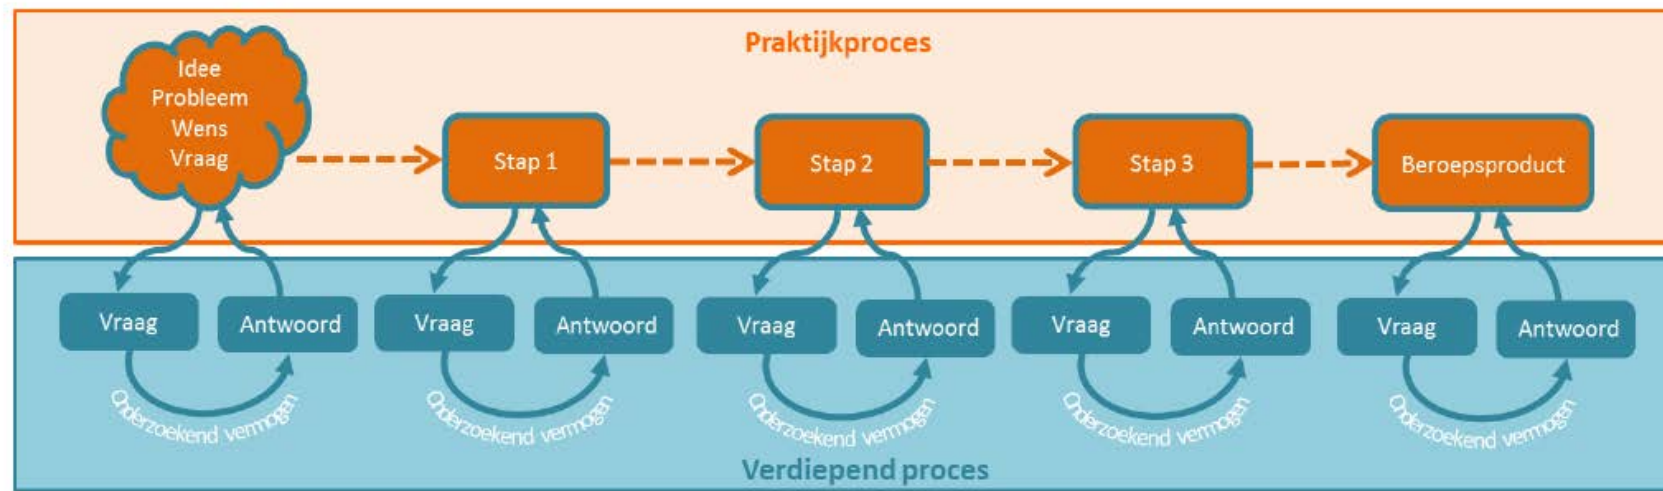 Praktijkproces
Idee
Probleem
Wens
Vraag
Stap 1
Stap 2
Stap 3
Beroepsproduct
Vraag
Antwoord
Onderzoekend vermogen
Vraag
Antwoord
Onderzoekend vermogen
Vraag
Antwoord
Onderzoekend vermogen
Vraag
Antwoord
Onderzoekend vermogen
Vraag
Antwoord
Onderzoekend vermogen
Verdiepend proces